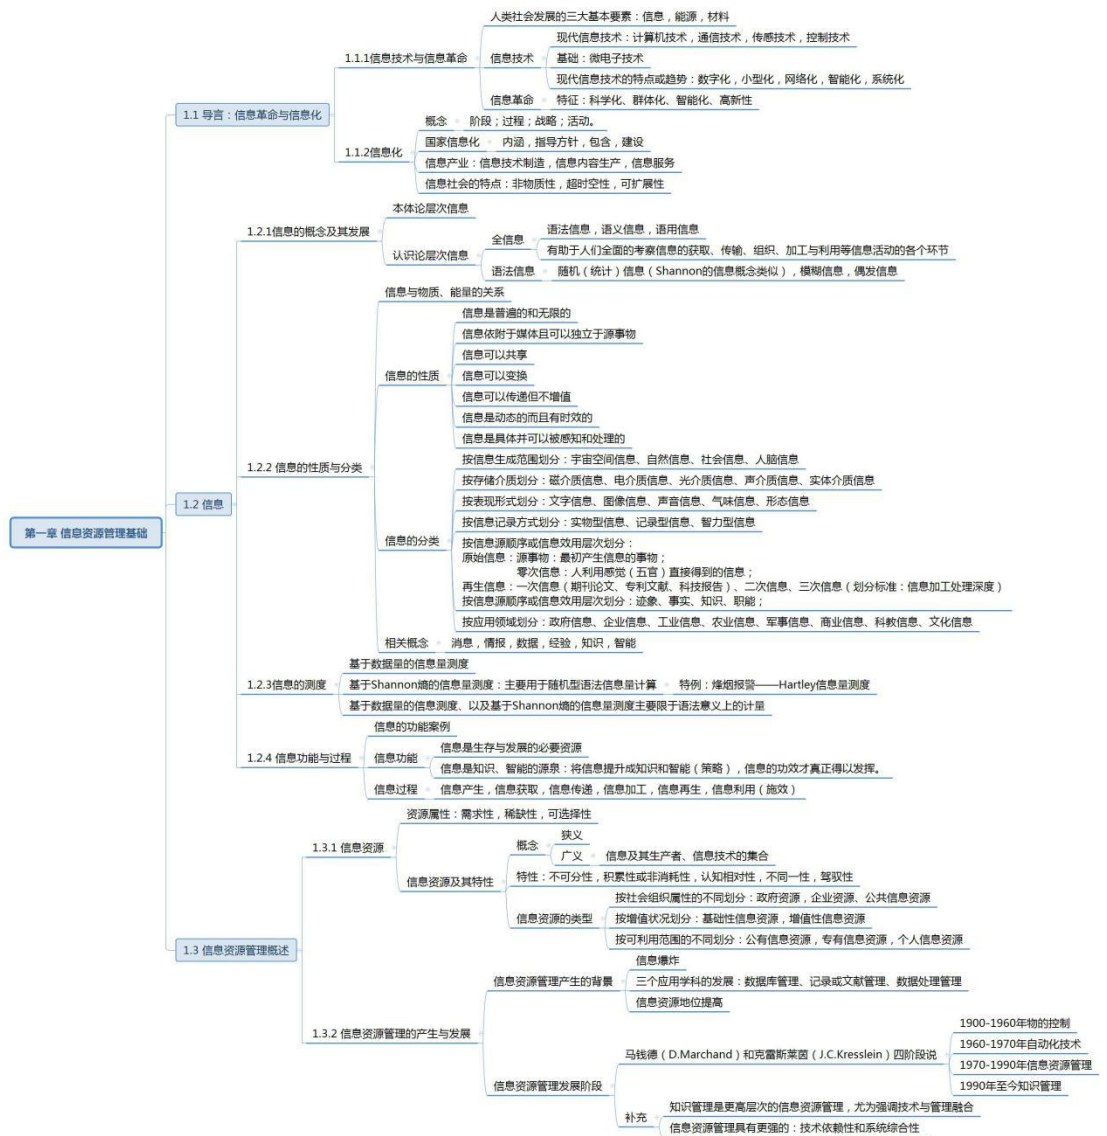 第一章 信息资源管理基础
1.1 导言：信息革命与信息化
1.1.1信息技术与信息革命
人类社会发展的三大基本要素：信息，能源，材料
信息技术
现代信息技术：计算机技术，通信技术，传感技术，控制技术
基础：微电子技术
现代信息技术的特点或趋势：数字化，小型化，网络化，智能化，系统化
信息革命
特征：科学化、群体化、智能化、高新性
1.1.2信息化
概念
阶段；过程；战略；活动。
国家信息化
内涵，指导方针，包含，建设
信息产业：信息技术制造，信息内容生产，信息服务
信息社会的特点：非物质性，超时空性，可扩展性
1.2 信息
1.2.1信息的概念及其发展
本体论层次信息
认识论层次信息
全信息
语法信息，语义信息，语用信息
有助于人们全面的考察信息的获取、传输、组织、加工与利用等信息活动的各个环节
语法信息
随机（统计）信息（Shannon的信息概念类似），模糊信息，偶发信息
1.2.2 信息的性质与分类
信息与物质、能量的关系
信息的性质
信息是普遍的和无限的
信息依附于媒体且可以独立于源事物
信息可以共享
信息可以变换
信息可以传递但不增值
信息是动态的而且有时效的
信息是具体并可以被感知和处理的
信息的分类
按信息生成范围划分：宇宙空间信息、自然信息、社会信息、人脑信息
按存储介质划分：磁介质信息、电介质信息、光介质信息、声介质信息、实体介质信息
按表现形式划分：文字信息、图像信息、声音信息、气味信息、形态信息
按信息记录方式划分：实物型信息、记录型信息、智力型信息
按信息源顺序或信息效用层次划分：
原始信息：源事物：最初产生信息的事物；
零次信息：人利用感觉（五官）直接得到的信息；
再生信息：一次信息（期刊论文、专利文献、科技报告）、二次信息、三次信息（划分标准：信息加工处理深度）
按信息源顺序或信息效用层次划分：迹象、事实、知识、职能；
按应用领域划分：政府信息、企业信息、工业信息、农业信息、军事信息、商业信息、科教信息、文化信息
相关概念
消息，情报，数据，经验，知识，智能
1.2.3信息的测度
基于数据量的信息量测度
基于Shannon熵的信息量测度：主要用于随机型语法信息量计算
特例：烽烟报警——Hartley信息量测度
基于数据量的信息测度、以及基于Shannon熵的信息量测度主要限于语法意义上的计量
1.2.4 信息功能与过程
信息的功能案例
信息功能
信息是生存与发展的必要资源
信息是知识、智能的源泉：将信息提升成知识和智能（策略），信息的功效才真正得以发挥。
信息过程
信息产生，信息获取，信息传递，信息加工，信息再生，信息利用（施效）
1.3 信息资源管理概述
1.3.1 信息资源
资源属性：需求性，稀缺性，可选择性
信息资源及其特性
概念
狭义
广义
信息及其生产者、信息技术的集合
特性：不可分性，积累性或非消耗性，认知相对性，不同一性，驾驭性
信息资源的类型
按社会组织属性的不同划分：政府资源，企业资源、公共信息资源
按增值状况划分：基础性信息资源，增值性信息资源
按可利用范围的不同划分：公有信息资源，专有信息资源，个人信息资源
1.3.2 信息资源管理的产生与发展
信息资源管理产生的背景
信息爆炸
三个应用学科的发展：数据库管理、记录或文献管理、数据处理管理
信息资源地位提高
信息资源管理发展阶段
马钱德（D.Marchand）和克雷斯莱茵（J.C.Kresslein）四阶段说
1900-1960年物的控制
1960-1970年自动化技术
1970-1990年信息资源管理
1990年至今知识管理
补充
知识管理是更高层次的信息资源管理，尤为强调技术与管理融合
信息资源管理具有更强的：技术依赖性和系统综合性